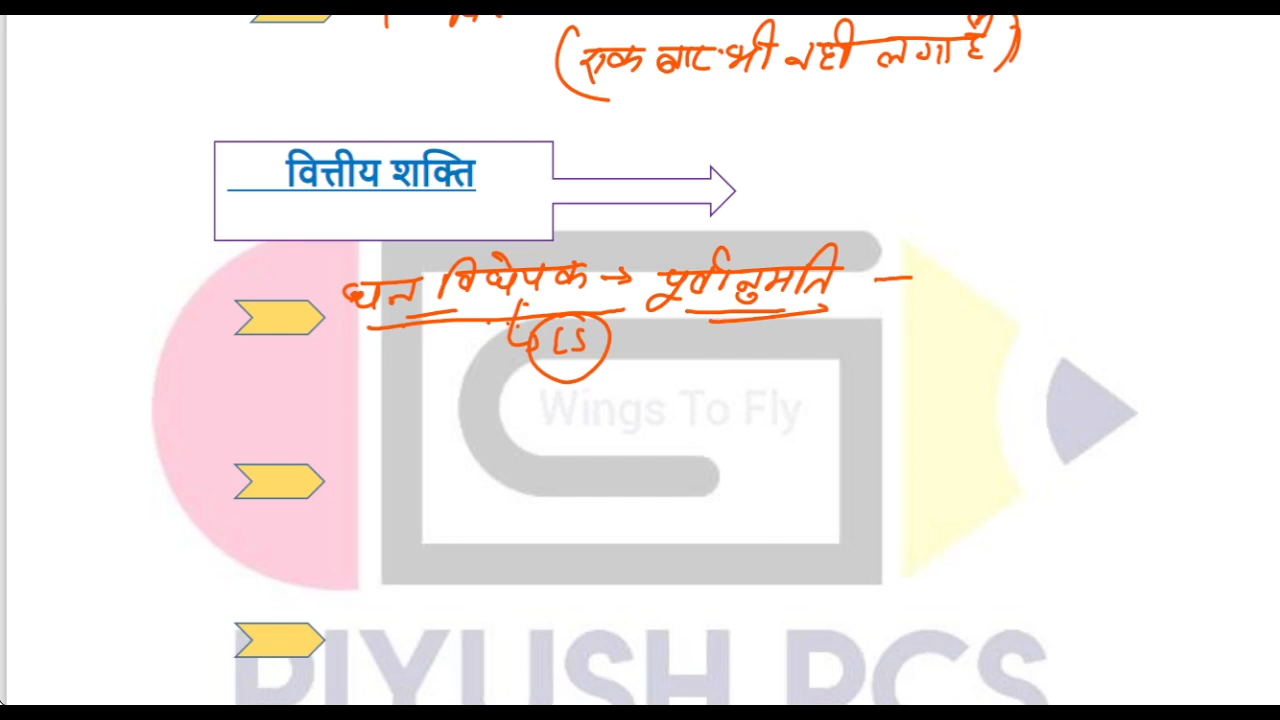 (एक बार भी नहीं लगा है)
वित्तीय शक्ति
धन विधेयक → पूर्वानुमति —
↳ LS
Wings To Fly
PIYUSH PCS